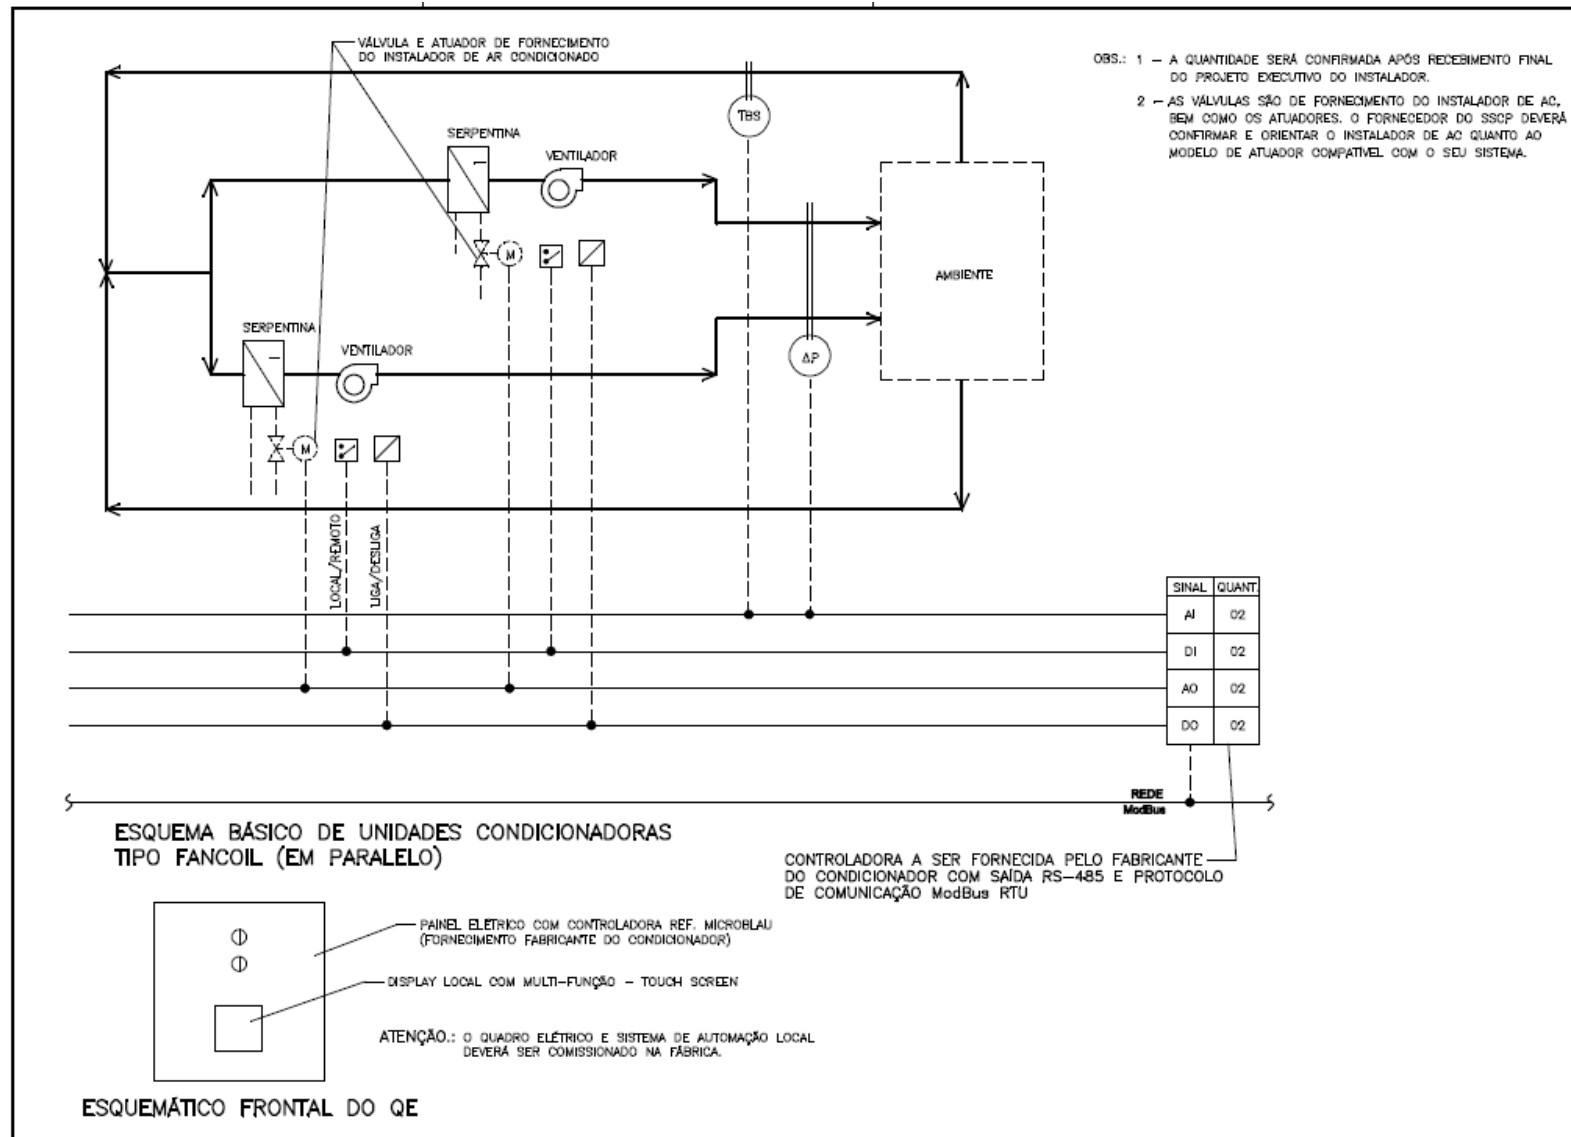 VÁLVULA E ATUADOR DE FORNECIMENTO
DO INSTALADOR DE AR CONDICIONADO
OBS.: 1 – A QUANTIDADE SERÁ CONFIRMADA APÓS RECEBIMENTO FINAL
DO PROJETO EXECUTIVO DO INSTALADOR.
2 – AS VÁLVULAS SÃO DE FORNECIMENTO DO INSTALADOR DE AC,
BEM COMO OS ATUADORES. O FORNECEDOR DO SSCP DEVERÁ
CONFIRMAR E ORIENTAR O INSTALADOR DE AC QUANTO AO
MODELO DE ATUADOR COMPATÍVEL COM O SEU SISTEMA.
TBS
SERPENTINA
VENTILADOR
M
AMBIENTE
SERPENTINA
VENTILADOR
ΔP
M
LOCAL/REMOTO
LIGA/DESLIGA
SINAL QUANT.
AI 02
DI 02
AO 02
DO 02
REDE
ModBus
ESQUEMA BÁSICO DE UNIDADES CONDICIONADORAS
TIPO FANCOIL (EM PARALELO)
CONTROLADORA A SER FORNECIDA PELO FABRICANTE
DO CONDICIONADOR COM SAÍDA RS-485 E PROTOCOLO
DE COMUNICAÇÃO ModBus RTU
PAINEL ELÉTRICO COM CONTROLADORA REF. MICROBLAU
(FORNECIMENTO FABRICANTE DO CONDICIONADOR)
DISPLAY LOCAL COM MULTI-FUNÇÃO – TOUCH SCREEN
ATENÇÃO.: O QUADRO ELÉTRICO E SISTEMA DE AUTOMAÇÃO LOCAL
DEVERÁ SER COMISSIONADO NA FÁBRICA.
ESQUEMÁTICO FRONTAL DO QE